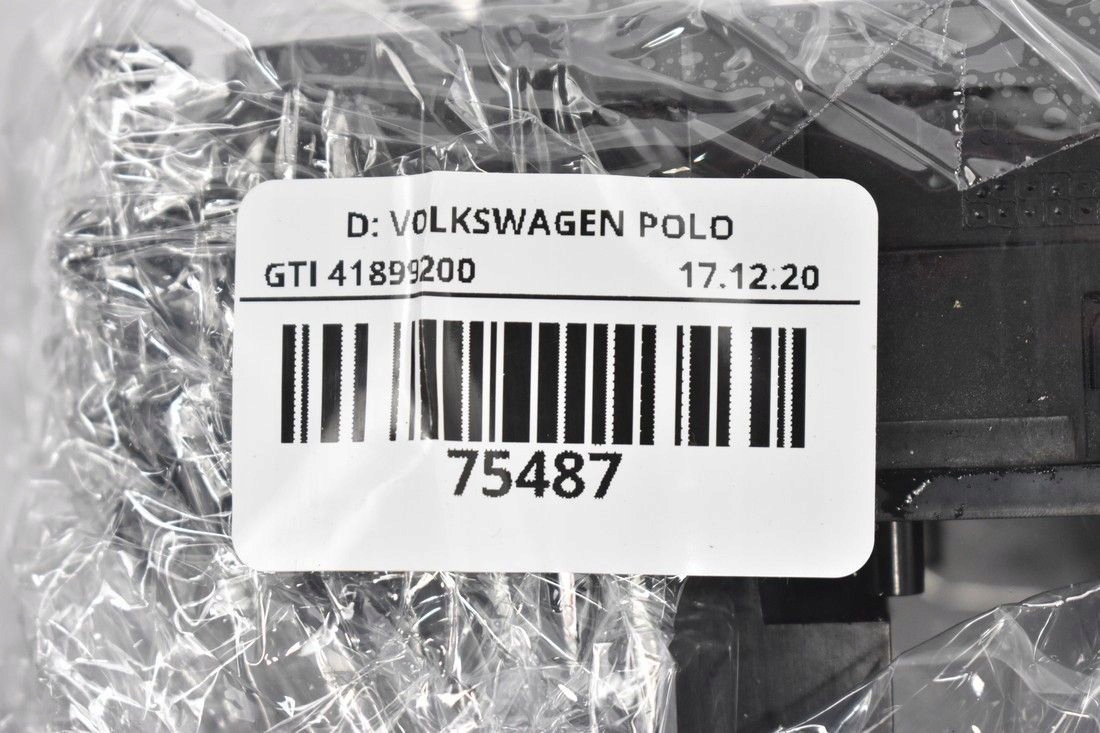 D: VOLKSWAGEN POLO
GTI 41899200 17.12.20
75487